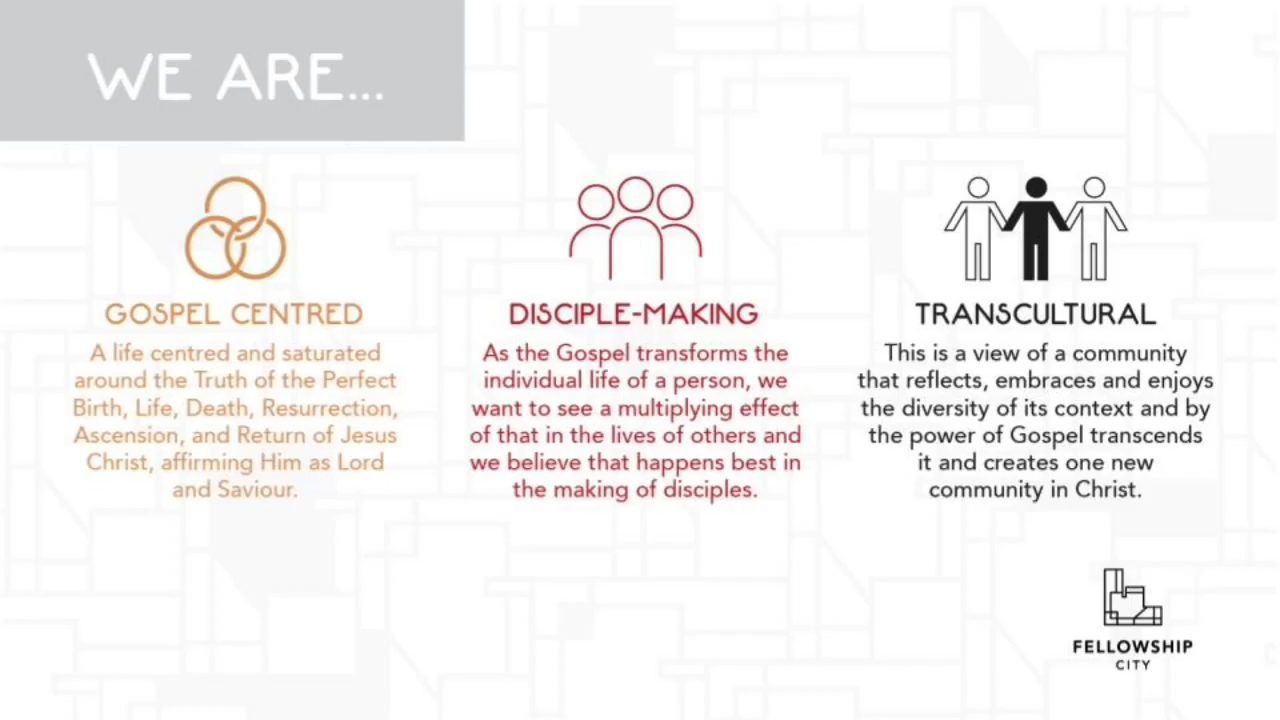 WE ARE...
GOSPEL CENTRED
A life centred and saturated
around the Truth of the Perfect
Birth, Life, Death, Resurrection,
Ascension, and Return of Jesus
Christ, affirming Him as Lord
and Saviour.
DISCIPLE-MAKING
As the Gospel transforms the
individual life of a person, we
want to see a multiplying effect
of that in the lives of others and
we believe that happens best in
the making of disciples.
TRANSCULTURAL
This is a view of a community
that reflects, embraces and enjoys
the diversity of its context and by
the power of Gospel transcends
it and creates one new
community in Christ.
FELLOWSHIP
CITY